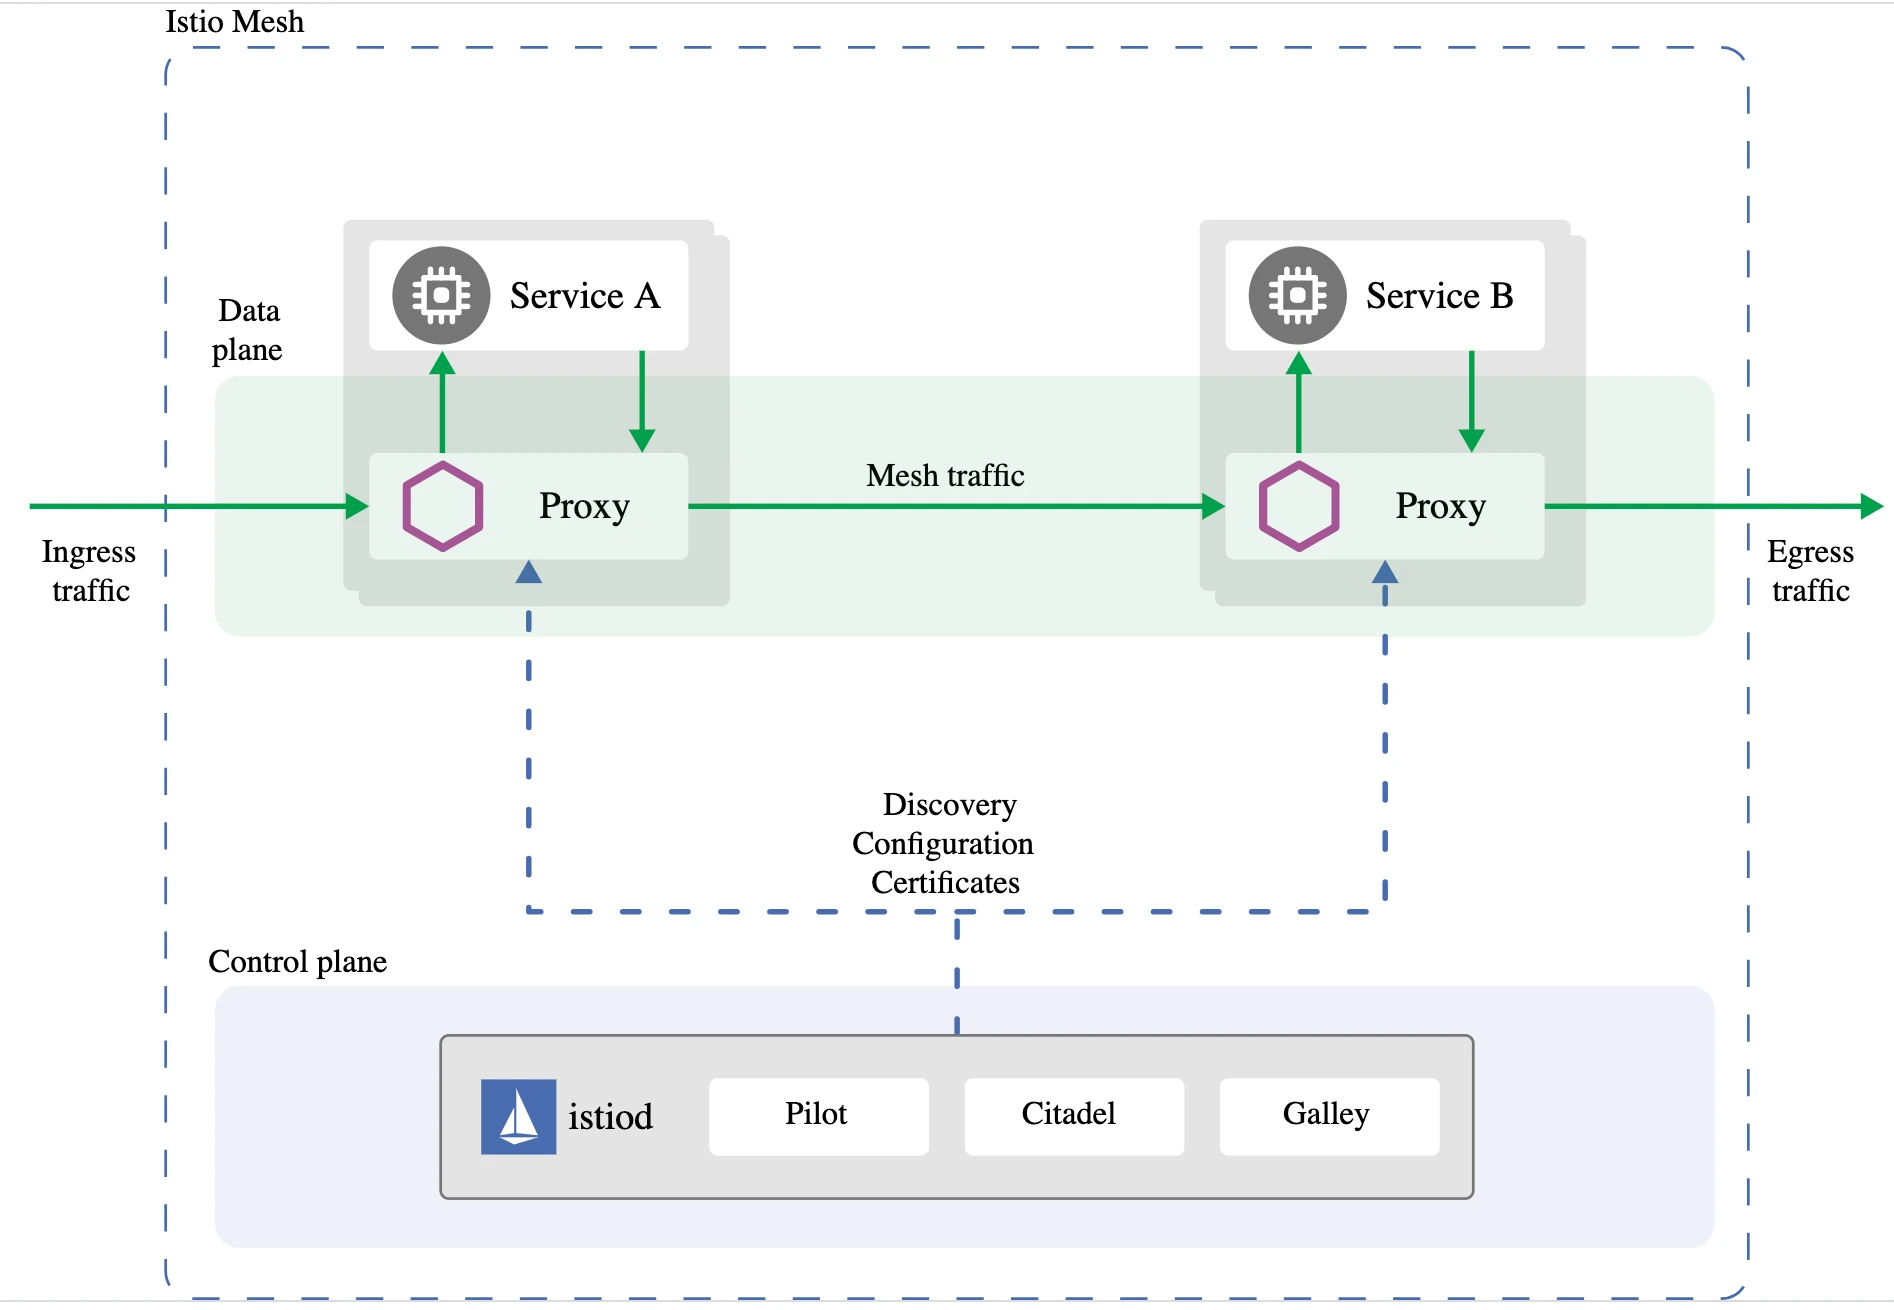 Istio Mesh
Service A
Service B
Data
plane
Mesh traffic
Proxy
Proxy
Ingress
traffic
Egress
traffic
Discovery
Configuration
Certificates
Control plane
istiod
Pilot
Citadel
Galley